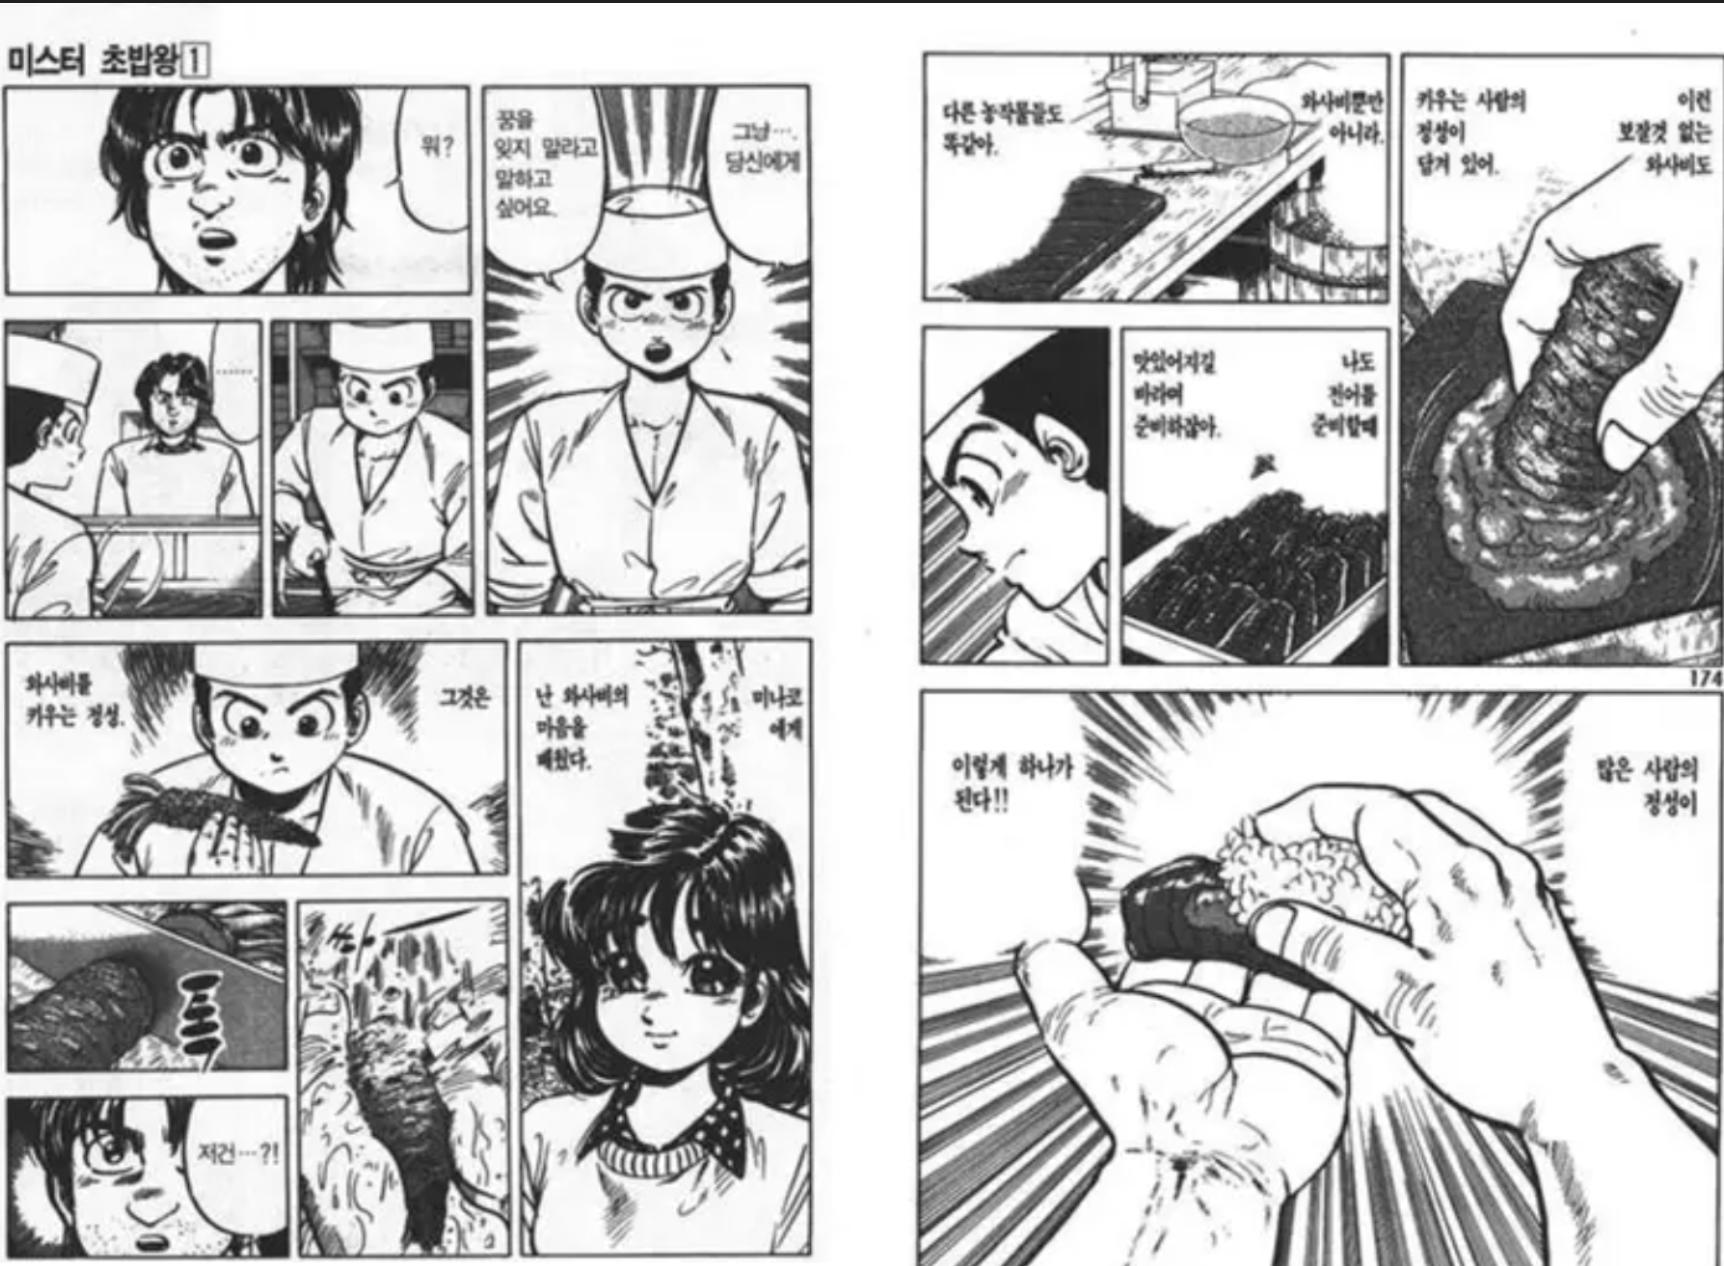 미스터 초밥왕 1
그냥….
당신에게
꿈을
잊지 말라고
말하고
싶어요.
뭐?
……
미나코
에게
난 와사비의
마음을
배웠다.
그것은
와사비를
키우는 정성.
저건…?!
이런
보잘것 없는
와사비도
키우는 사람의
정성이
담겨 있어.
와사비뿐만
아니라.
다른 농작물들도
똑같아.
나도
전어를
준비할때
맛있어지길
바라며
준비하잖아.
174
많은 사람의
정성이
이렇게 하나가
된다!!